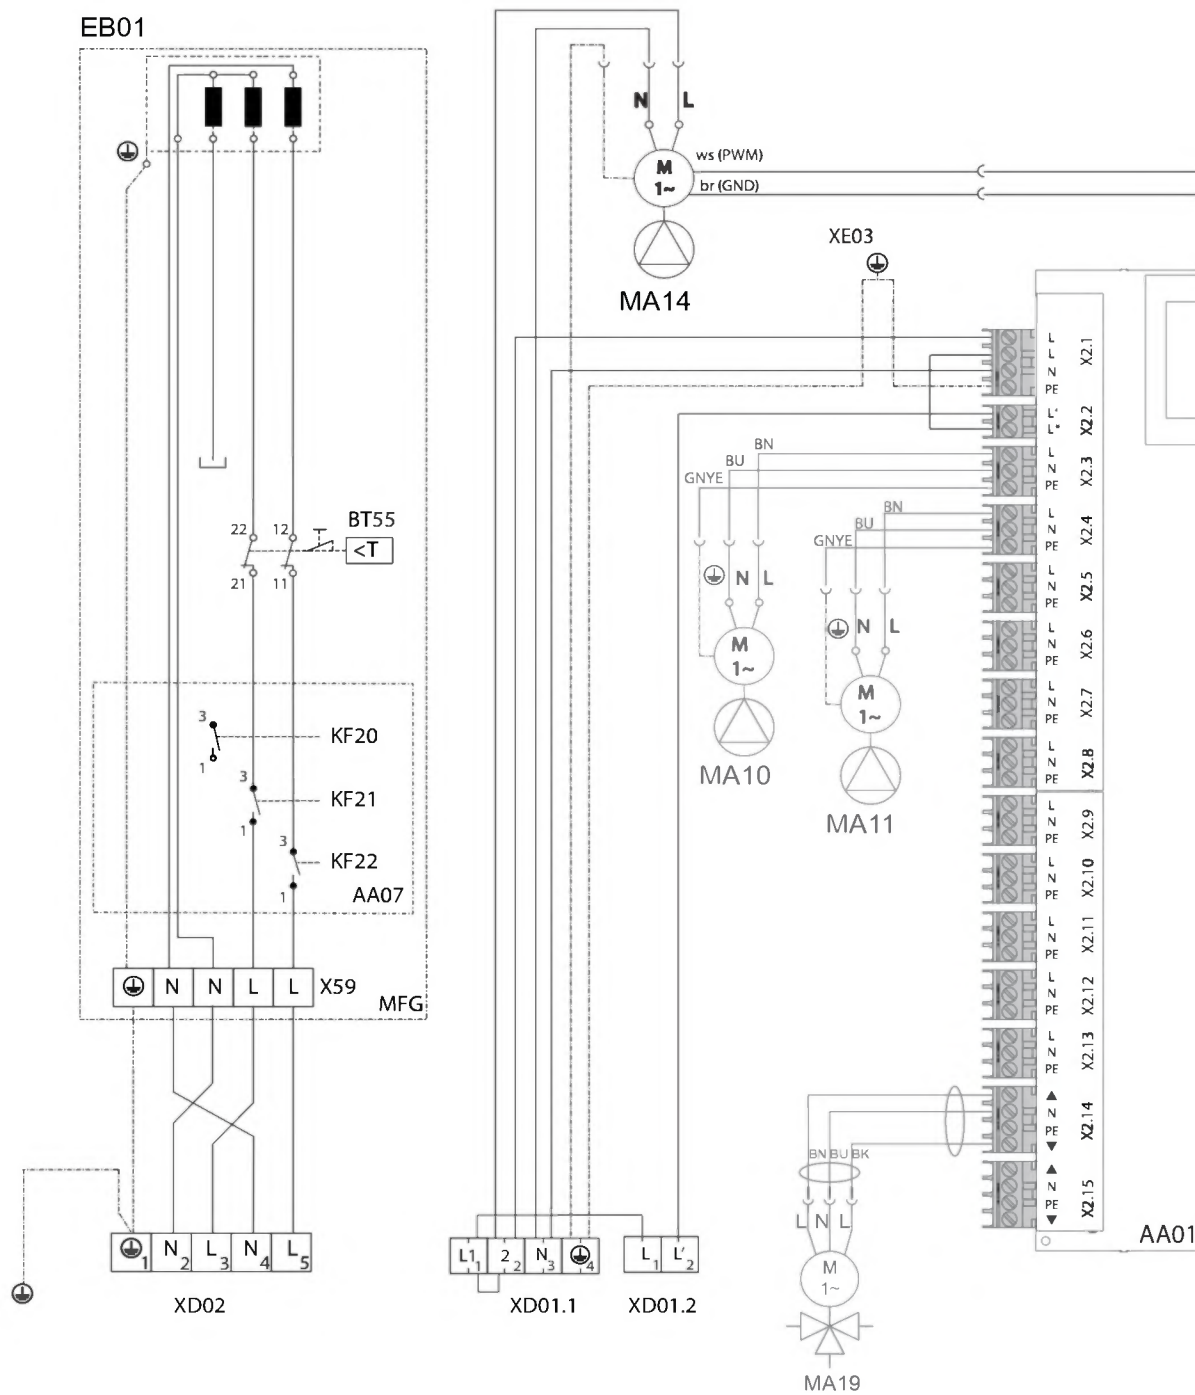 EB01
N L
ws (PWM)
br (GND)
M
1~
MA14
XE03
L
L
N
PE
X2.1
L'
L"
X2.2
L
N
PE
X2.3
L
N
PE
X2.4
L
N
PE
X2.5
L
N
PE
X2.6
L
N
PE
X2.7
L
N
PE
X2.8
L
N
PE
X2.9
L
N
PE
X2.10
L
N
PE
X2.11
L
N
PE
X2.12
L
N
PE
X2.13
▲
N
PE
▼
X2.14
▲
N
PE
▼
X2.15
AA01
BN
BU
GNYE
N L
M
1~
MA10
BN
BU
GNYE
N L
M
1~
MA11
22 12
BT55
<T
21 11
3
1
KF20
3
1
KF21
3
1
KF22
AA07
N N L L X59
MFG
1 N2 L3 N4 L5
XD02
L1 1 2 2 N 3 4
XD01.1
L 1 L' 2
XD01.2
BN BU BK
L N L
M
1~
MA19